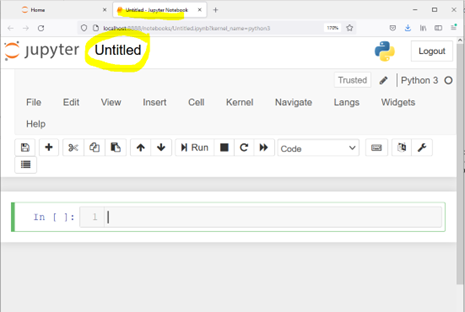 Home
Untitled - Jupyter Notebook
localhost:8888/notebooks/Untitled.ipynb?kernel_name=python3
170%
jupyter Untitled
Logout
Trusted
Python 3
File Edit View Insert Cell Kernel Navigate Langs Widgets
Help
Run
Code
In [ ]: 1